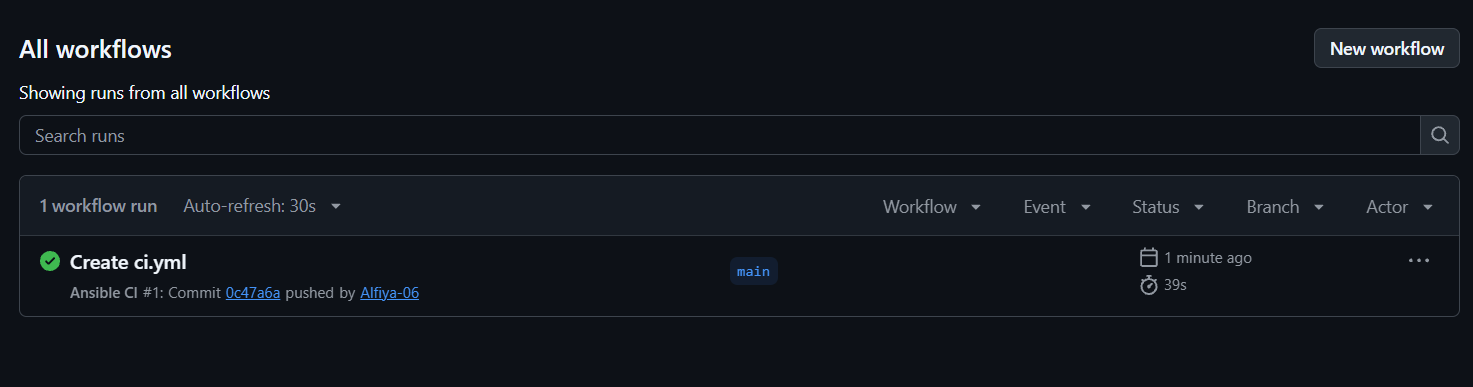 All workflows
New workflow
Showing runs from all workflows
Search runs
1 workflow run Auto-refresh: 30s Workflow Event Status Branch Actor
Create ci.yml
Ansible CI #1: Commit 0c47a6a pushed by Alfiya-06
main
1 minute ago
39s